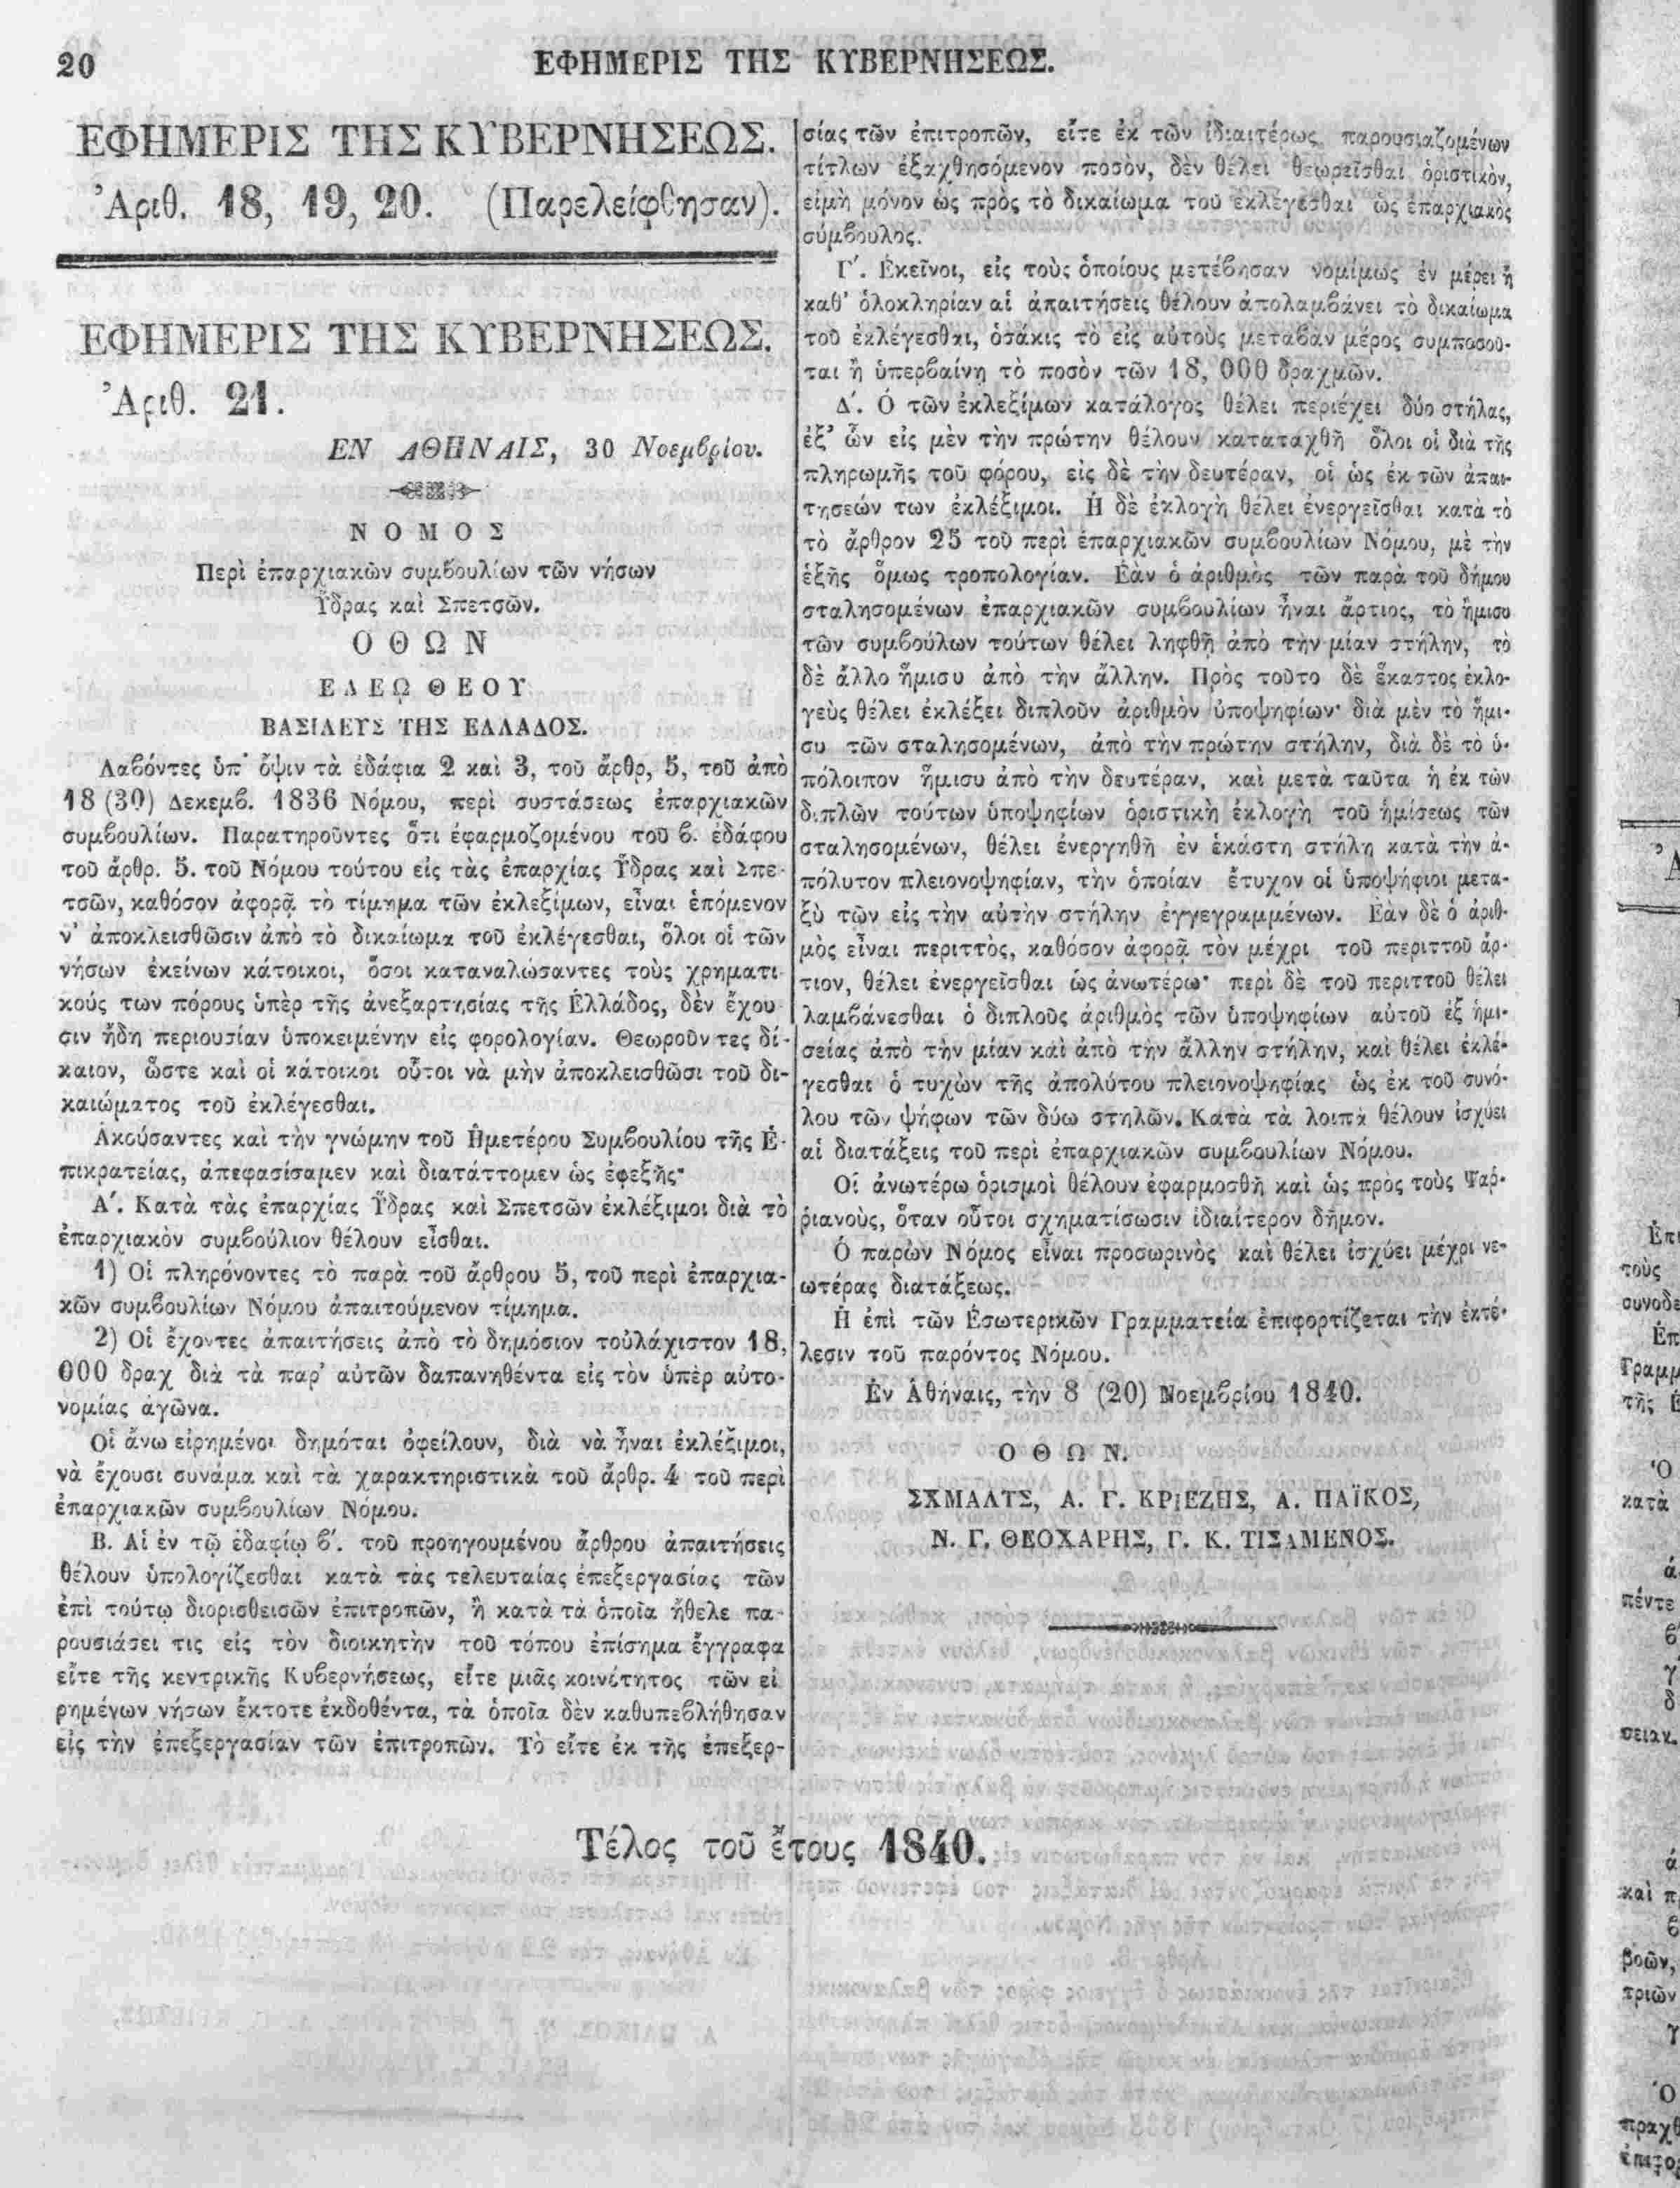 20
ΕΦΗΜΕΡΙΣ ΤΗΣ ΚΥΒΕΡΝΗΣΕΩΣ.
ΕΦΗΜΕΡΙΣ ΤΗΣ ΚΥΒΕΡΝΗΣΕΩΣ.
Ἀριθ. 18, 19, 20. (Παρελείφθησαν).
ΕΦΗΜΕΡΙΣ ΤΗΣ ΚΥΒΕΡΝΗΣΕΩΣ.
Ἀριθ. 21.
ΕΝ ΑΘΗΝΑΙΣ, 30 Νοεμβρίου.
ΝΟΜΟΣ
Περὶ ἐπαρχιακῶν συμβουλίων τῶν νήσων
Ὕδρας καὶ Σπετσῶν.
ΟΘΩΝ
ΕΛΕΩ ΘΕΟΥ
ΒΑΣΙΛΕΥΣ ΤΗΣ ΕΛΛΑΔΟΣ.
Λαβόντες ὑπ' ὄψιν τὰ ἐδάφια 2 καὶ 3, τοῦ ἄρθρ, 5, τοῦ ἀπὸ
18 (30) Δεκεμβ. 1836 Νόμου, περὶ συστάσεως ἐπαρχιακῶν
συμβουλίων. Παρατηροῦντες ὅτι ἐφαρμοζομένου τοῦ β. ἐδάφου
τοῦ ἄρθρ. 5. τοῦ Νόμου τούτου εἰς τὰς ἐπαρχίας Ὕδρας καὶ Σπε-
τσῶν, καθόσον ἀφορᾷ τὸ τίμημα τῶν ἐκλεξίμων, εἶναι ἑπόμενον
ν' ἀποκλεισθῶσιν ἀπὸ τὸ δικαίωμα τοῦ ἐκλέγεσθαι, ὅλοι οἱ τῶν
νήσων ἐκείνων κάτοικοι, ὅσοι καταναλώσαντες τοὺς χρηματι-
κούς των πόρους ὑπὲρ τῆς ἀνεξαρτησίας τῆς Ἑλλάδος, δὲν ἔχου-
σιν ἤδη περιουσίαν ὑποκειμένην εἰς φορολογίαν. Θεωροῦντες δί-
καιον, ὥστε καὶ οἱ κάτοικοι οὗτοι νὰ μὴν ἀποκλεισθῶσι τοῦ δι-
καιώματος τοῦ ἐκλέγεσθαι.
Ἀκούσαντες καὶ τὴν γνώμην τοῦ Ἡμετέρου Συμβουλίου τῆς Ἐ-
πικρατείας, ἀπεφασίσαμεν καὶ διατάττομεν ὡς ἐφεξῆς·
Α'. Κατὰ τὰς ἐπαρχίας Ὕδρας καὶ Σπετσῶν ἐκλέξιμοι διὰ τὸ
ἐπαρχιακὸν συμβούλιον θέλουν εἶσθαι.
1) Οἱ πληρόνοντες τὸ παρὰ τοῦ ἄρθρου 5, τοῦ περὶ ἐπαρχια-
κῶν συμβουλίων Νόμου ἀπαιτούμενον τίμημα.
2) Οἱ ἔχοντες ἀπαιτήσεις ἀπὸ τὸ δημόσιον τοὐλάχιστον 18,
000 δραχ διὰ τὰ παρ' αὐτῶν δαπανηθέντα εἰς τὸν ὑπὲρ αὐτο-
νομίας ἀγῶνα.
Οἱ ἄνω εἰρημένοι δημόται ὀφείλουν, διὰ νὰ ἦναι ἐκλέξιμοι,
νὰ ἔχουσι συνάμα καὶ τὰ χαρακτηριστικὰ τοῦ ἄρθρ. 4 τοῦ περὶ
ἐπαρχιακῶν συμβουλίων Νόμου.
Β. Αἱ ἐν τῷ ἐδαφίῳ β'. τοῦ προηγουμένου ἄρθρου ἀπαιτήσεις
θέλουν ὑπολογίζεσθαι κατὰ τὰς τελευταίας ἐπεξεργασίας τῶν
ἐπὶ τούτῳ διορισθεισῶν ἐπιτροπῶν, ἢ κατὰ τὰ ὁποῖα ἤθελε πα-
ρουσιάσει τις εἰς τὸν διοικητὴν τοῦ τόπου ἐπίσημα ἔγγραφα
εἴτε τῆς κεντρικῆς Κυβερνήσεως, εἴτε μιᾶς κοινότητος τῶν εἰ
ρημένων νήσων ἔκτοτε ἐκδοθέντα, τὰ ὁποῖα δὲν καθυπεβλήθησαν
εἰς τὴν ἐπεξεργασίαν τῶν ἐπιτροπῶν. Τὸ εἴτε ἐκ τῆς ἐπεξερ-
σίας τῶν ἐπιτροπῶν, εἴτε ἐκ τῶν ἰδιαιτέρως παρουσιαζομένων
τίτλων ἐξαχθησόμενον ποσὸν, δὲν θέλει θεωρεῖσθαι ὁριστικὸν,
εἰμὴ μόνον ὡς πρὸς τὸ δικαίωμα τοῦ ἐκλέγεσθαι ὡς ἐπαρχιακὸς
σύμβουλος.
Γ'. Ἐκεῖνοι, εἰς τοὺς ὁποίους μετέβησαν νομίμως ἐν μέρει ἢ
καθ' ὁλοκληρίαν αἱ ἀπαιτήσεις θέλουν ἀπολαμβάνει τὸ δικαίωμα
τοῦ ἐκλέγεσθαι, ὁσάκις τὸ εἰς αὐτοὺς μεταβὰν μέρος συμποσοῦ-
ται ἢ ὑπερβαίνῃ τὸ ποσὸν τῶν 18, 000 δραχμῶν.
Δ'. Ὁ τῶν ἐκλεξίμων κατάλογος θέλει περιέχει δύο στήλας,
ἐξ' ὧν εἰς μὲν τὴν πρώτην θέλουν καταταχθῆ ὅλοι οἱ διὰ τῆς
πληρωμῆς τοῦ φόρου, εἰς δὲ τὴν δευτέραν, οἱ ὡς ἐκ τῶν ἀπαι-
τησεών των ἐκλέξιμοι. Ἡ δὲ ἐκλογὴ θέλει ἐνεργεῖσθαι κατὰ τὸ
τὸ ἄρθρον 25 τοῦ περὶ ἐπαρχιακῶν συμβουλίων Νόμου, μὲ τὴν
ἑξῆς ὅμως τροπολογίαν. Ἐὰν ὁ ἀριθμὸς τῶν παρὰ τοῦ δήμου
σταλησομένων ἐπαρχιακῶν συμβουλίων ἦναι ἄρτιος, τὸ ἥμισυ
τῶν συμβούλων τούτων θέλει ληφθῆ ἀπὸ τὴν μίαν στήλην, τὸ
δὲ ἄλλο ἥμισυ ἀπὸ τὴν ἄλλην. Πρὸς τοῦτο δὲ ἕκαστος ἐκλο-
γεὺς θέλει ἐκλέξει διπλοῦν ἀριθμὸν ὑποψηφίων· διὰ μὲν τὸ ἥμι-
συ τῶν σταλησομένων, ἀπὸ τὴν πρώτην στήλην, διὰ δὲ τὸ ὑ-
πόλοιπον ἥμισυ ἀπὸ τὴν δευτέραν, καὶ μετὰ ταῦτα ἡ ἐκ τῶν
διπλῶν τούτων ὑποψηφίων ὁριστικὴ ἐκλογὴ τοῦ ἡμίσεως τῶν
σταλησομένων, θέλει ἐνεργηθῆ ἐν ἑκάστη στήλη κατὰ τὴν ἀ-
πόλυτον πλειονοψηφίαν, τὴν ὁποίαν ἔτυχον οἱ ὑποψήφιοι μετα-
ξὺ τῶν εἰς τὴν αὐτὴν στήλην ἐγγεγραμμένων. Ἐὰν δὲ ὁ ἀριθ-
μὸς εἶναι περιττὸς, καθόσον ἀφορᾷ τὸν μέχρι τοῦ περιττοῦ ἄρ-
τιον, θέλει ἐνεργεῖσθαι ὡς ἀνωτέρω· περὶ δὲ τοῦ περιττοῦ θέλει
λαμβάνεσθαι ὁ διπλοῦς ἀριθμὸς τῶν ὑποψηφίων αὐτοῦ ἐξ ἡμι-
σείας ἀπὸ τὴν μίαν καὶ ἀπὸ τὴν ἄλλην στήλην, καὶ θέλει ἐκλέ-
γεσθαι ὁ τυχὼν τῆς ἀπολύτου πλειονοψηφίας ὡς ἐκ τοῦ συνό-
λου τῶν ψήφων τῶν δύω στηλῶν. Κατὰ τὰ λοιπὰ θέλουν ἰσχύει
αἱ διατάξεις τοῦ περὶ ἐπαρχιακῶν συμβουλίων Νόμου.
Οἱ ἀνωτέρω ὁρισμοὶ θέλουν ἐφαρμοσθῆ καὶ ὡς πρὸς τοὺς Ψαρ-
ριανοὺς, ὅταν οὗτοι σχηματίσωσιν ἰδιαίτερον δῆμον.
Ὁ παρὼν Νόμος εἶναι προσωρινὸς καὶ θέλει ἰσχύει μέχρι νε-
ωτέρας διατάξεως.
Ἡ ἐπὶ τῶν Ἐσωτερικῶν Γραμματεία ἐπιφορτίζεται τὴν ἐκτέ-
λεσιν τοῦ παρόντος Νόμου.
Ἐν Ἀθήναις, τὴν 8 (20) Νοεμβρίου 1840.
ΟΘΩΝ.
ΣΧΜΑΛΤΣ, Α. Γ. ΚΡΙΕΖΗΣ, Α. ΠΑΪΚΟΣ,
Ν. Γ. ΘΕΟΧΑΡΗΣ, Γ. Κ. ΤΙΣΑΜΕΝΟΣ.
Τέλος τοῦ ἔτους 1840.